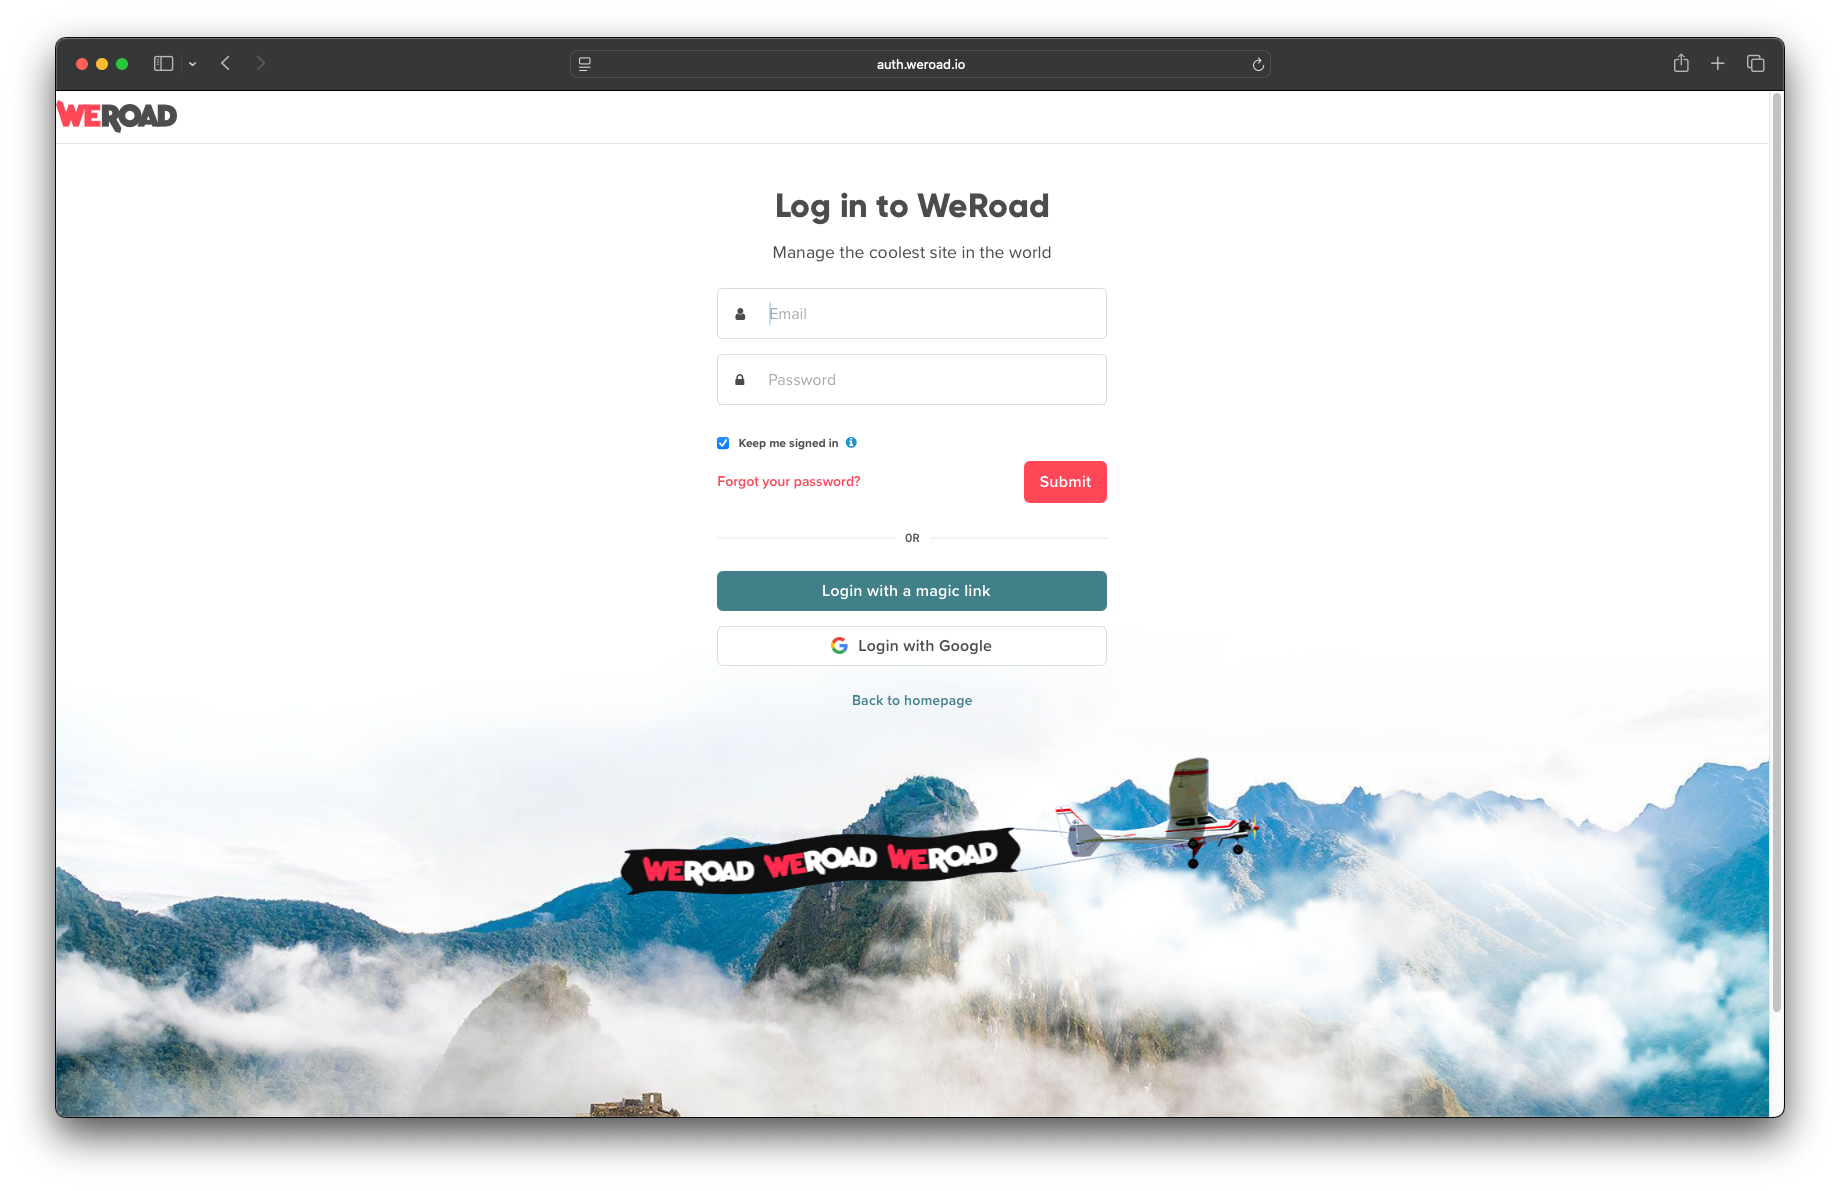 auth.weroad.io
WEROAD
Log in to WeRoad
Manage the coolest site in the world
Email
Password
Keep me signed in
Forgot your password?
Submit
OR
Login with a magic link
Login with Google
Back to homepage
WEROAD WEROAD WEROAD